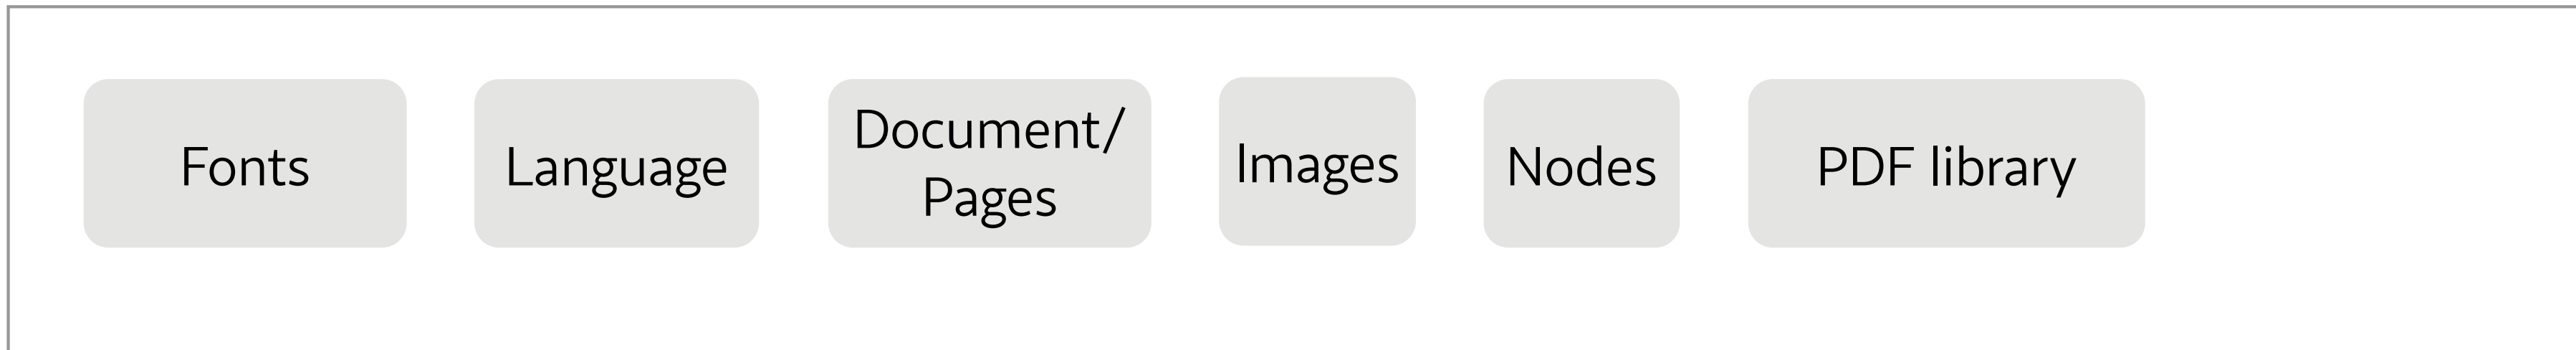 Fonts
Language
Document/
Pages
Images
Nodes
PDF library